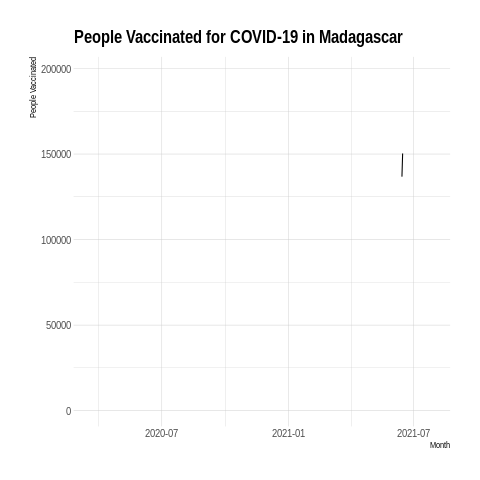 People Vaccinated for COVID-19 in Madagascar
People Vaccinated
200000
150000
100000
50000
0
2020-07
2021-01
2021-07
Month